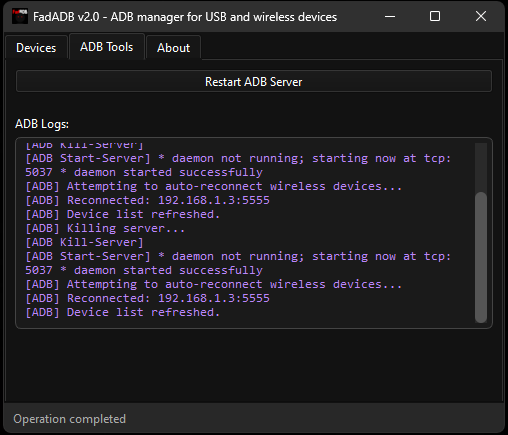 FadADB v2.0 - ADB manager for USB and wireless devices
Devices
ADB Tools
About
Restart ADB Server
ADB Logs:
[ADB Kill-Server]
[ADB Start-Server] * daemon not running; starting now at tcp:
5037 * daemon started successfully
[ADB] Attempting to auto-reconnect wireless devices...
[ADB] Reconnected: 192.168.1.3:5555
[ADB] Device list refreshed.
[ADB] Killing server...
[ADB Kill-Server]
[ADB Start-Server] * daemon not running; starting now at tcp:
5037 * daemon started successfully
[ADB] Attempting to auto-reconnect wireless devices...
[ADB] Reconnected: 192.168.1.3:5555
[ADB] Device list refreshed.
Operation completed